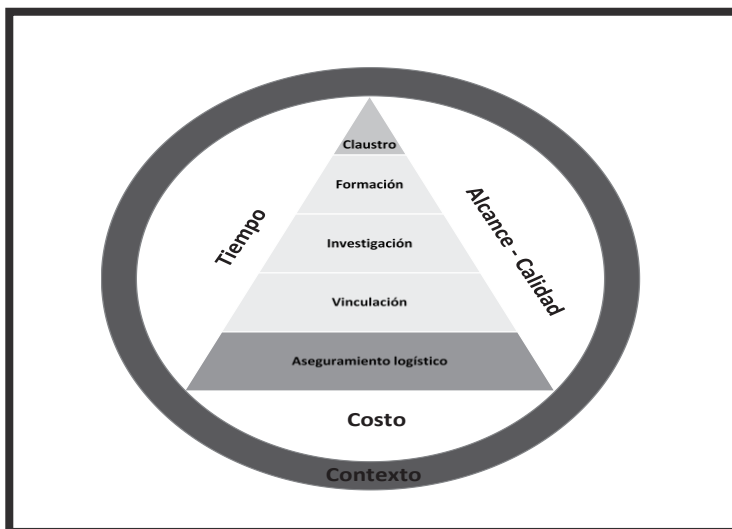 Claustro
Formación
Tiempo
Alcance - Calidad
Investigación
Vinculación
Aseguramiento logístico
Costo
Contexto